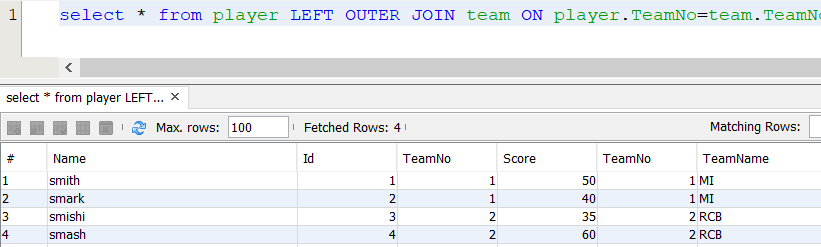 1 select * from player LEFT OUTER JOIN team ON player.TeamNo=team.TeamNo
select * from player LEFT...
Max. rows: 100 Fetched Rows: 4 Matching Rows:
# Name Id TeamNo Score TeamNo TeamName
1 smith 1 1 50 1 MI
2 smark 2 1 40 1 MI
3 smishi 3 2 35 2 RCB
4 smash 4 2 60 2 RCB